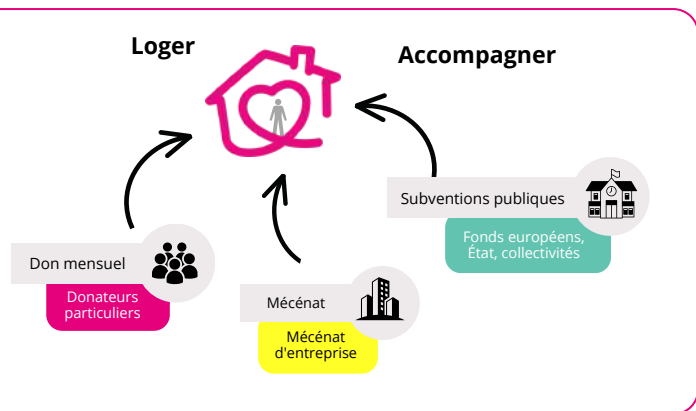 Loger
Accompagner
Subventions publiques
Fonds européens,
État, collectivités
Don mensuel
Donateurs
particuliers
Mécénat
Mécénat
d'entreprise